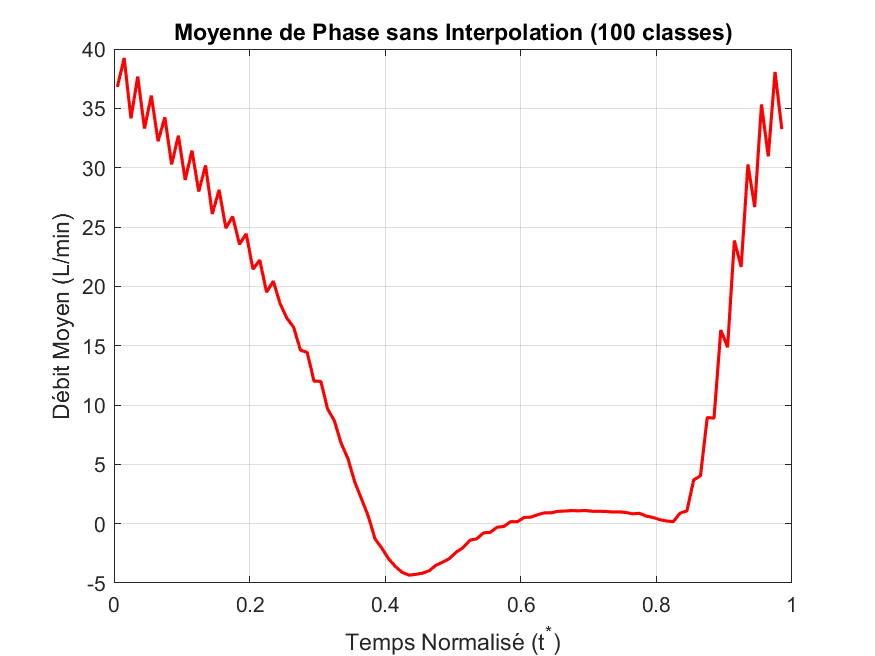 Moyenne de Phase sans Interpolation (100 classes)
40
35
30
25
20
15
10
5
0
-5
Débit Moyen (L/min)
0 0.2 0.4 0.6 0.8 1
Temps Normalisé (t*)